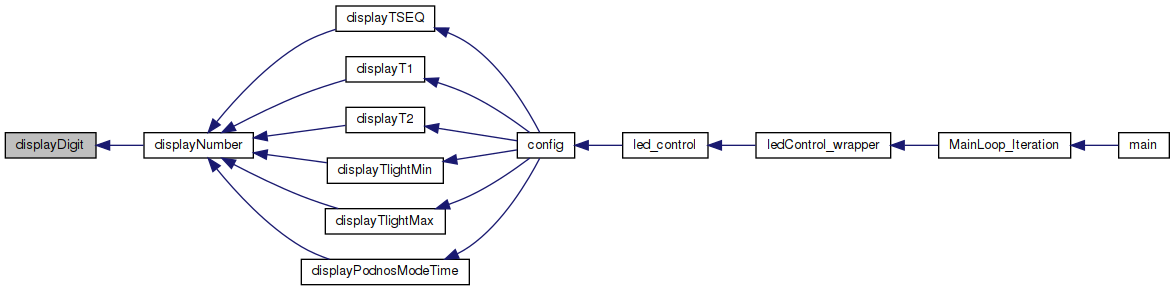 displayTSEQ
displayT1
displayT2
displayDigit
displayNumber
config
led_control
ledControl_wrapper
MainLoop_Iteration
main
displayTlightMin
displayTlightMax
displayPodnosModeTime